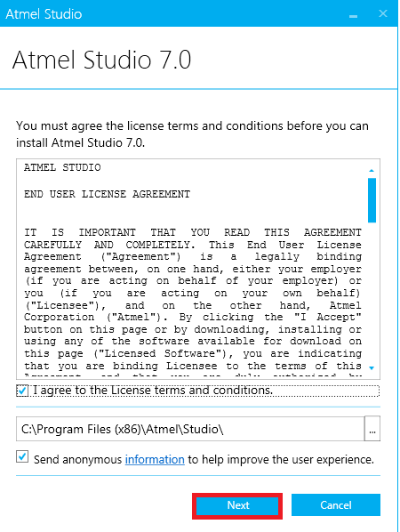 Atmel Studio
Atmel Studio 7.0
You must agree the license terms and conditions before you can
install Atmel Studio 7.0.
ATMEL STUDIO
END USER LICENSE AGREEMENT
IT IS IMPORTANT THAT YOU READ THIS AGREEMENT
CAREFULLY AND COMPLETELY. This End User License
Agreement ("Agreement") is a legally binding
agreement between, on one hand, either your employer
(if you are acting on behalf of your employer) or
you (if you are acting on your own behalf)
("Licensee"), and on the other hand, Atmel
Corporation ("Atmel"). By clicking the "I Accept"
button on this page or by downloading, installing or
using any of the software available for download on
this page ("Licensed Software"), you are indicating
that you are binding Licensee to the terms of this
I agree to the License terms and conditions.
C:\Program Files (x86)\Atmel\Studio\
...
Send anonymous information to help improve the user experience.
Next
Cancel